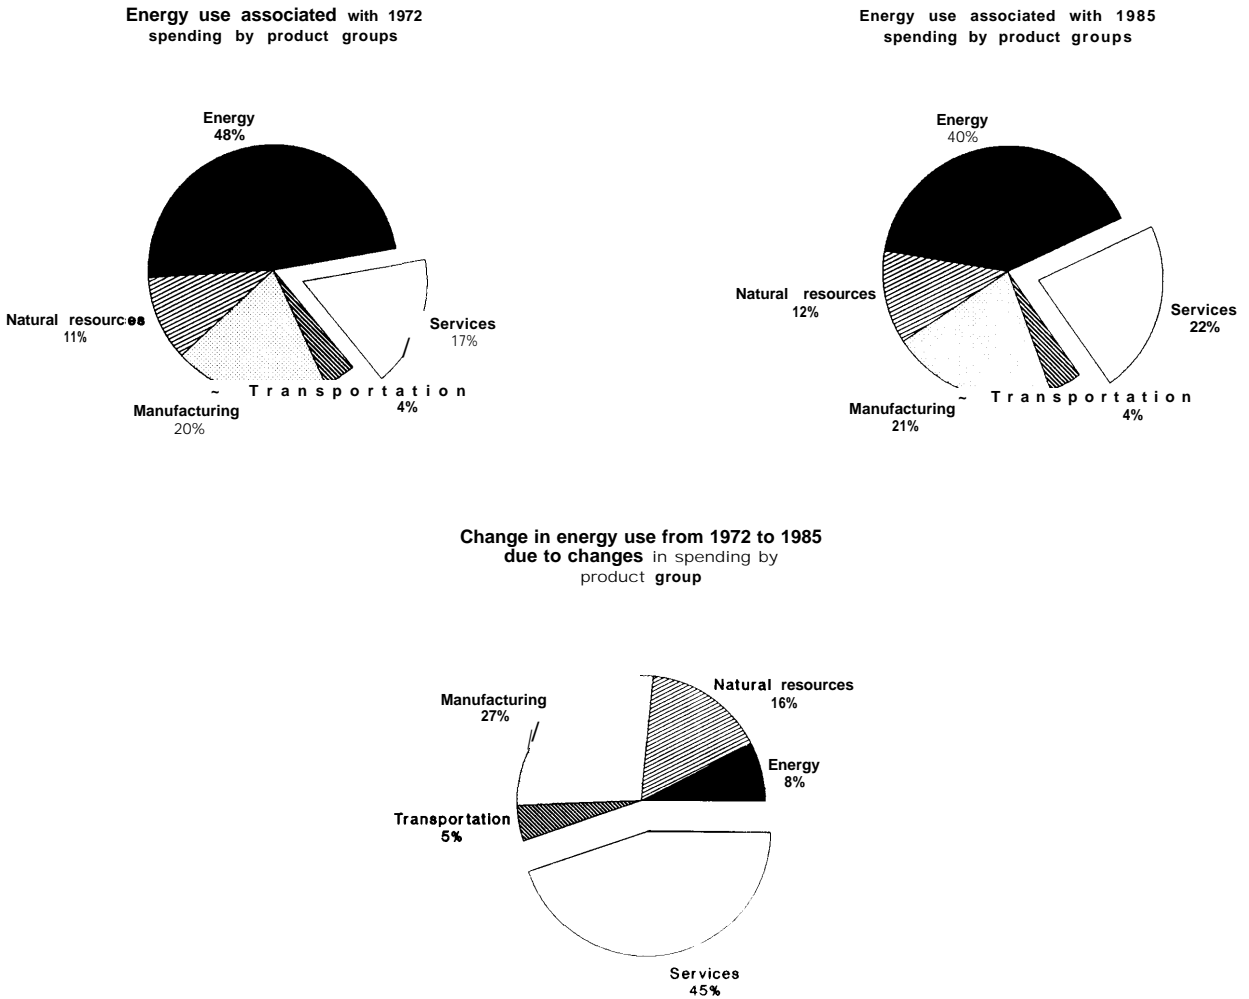 Energy use associated with 1972
spending by product groups
Energy
48%
Natural resources
11%
Services
17%
~ Transportation
4%
Manufacturing
20%
Energy use associated with 1985
spending by product groups
Energy
40%
Natural resources
12%
Services
22%
~ Transportation
4%
Manufacturing
21%
Change in energy use from 1972 to 1985
due to changes in spending by
product group
Manufacturing
27%
Natural resources
16%
Energy
8%
Transportation
5%
Services
45%